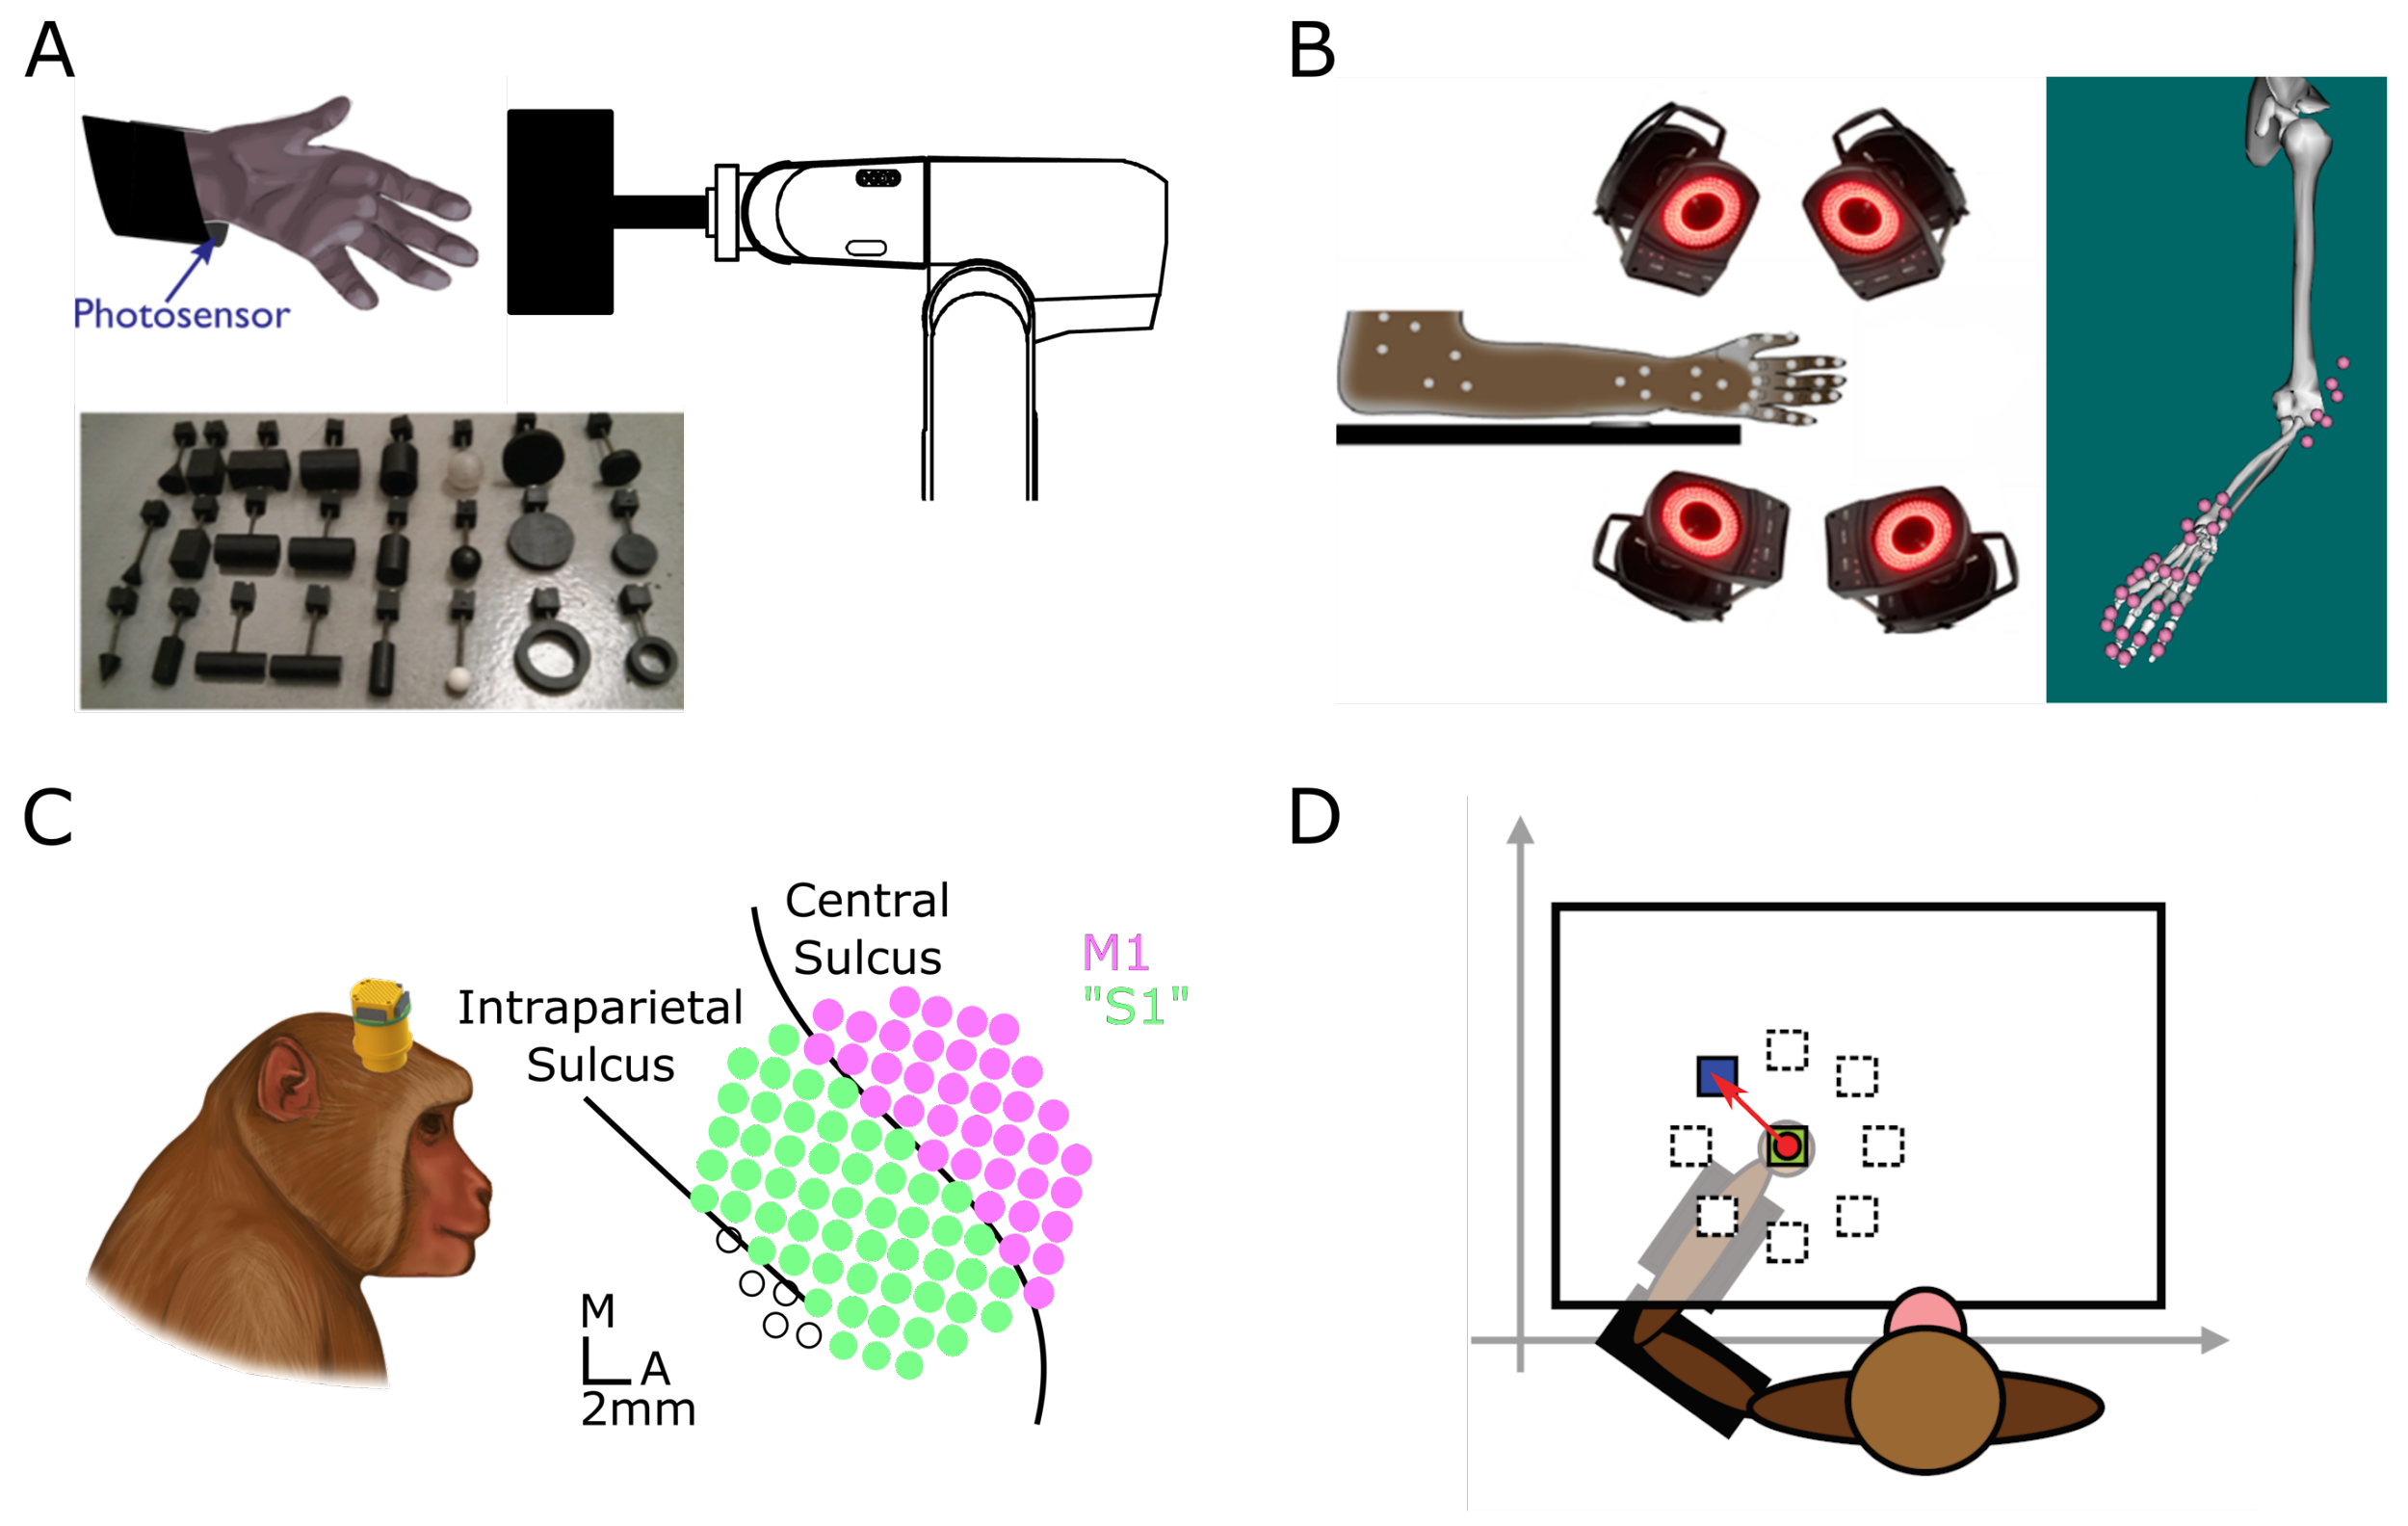 A
Photosensor
B
C
Central
Sulcus
Intraparietal
Sulcus
M1
"S1"
M
A
2mm
D